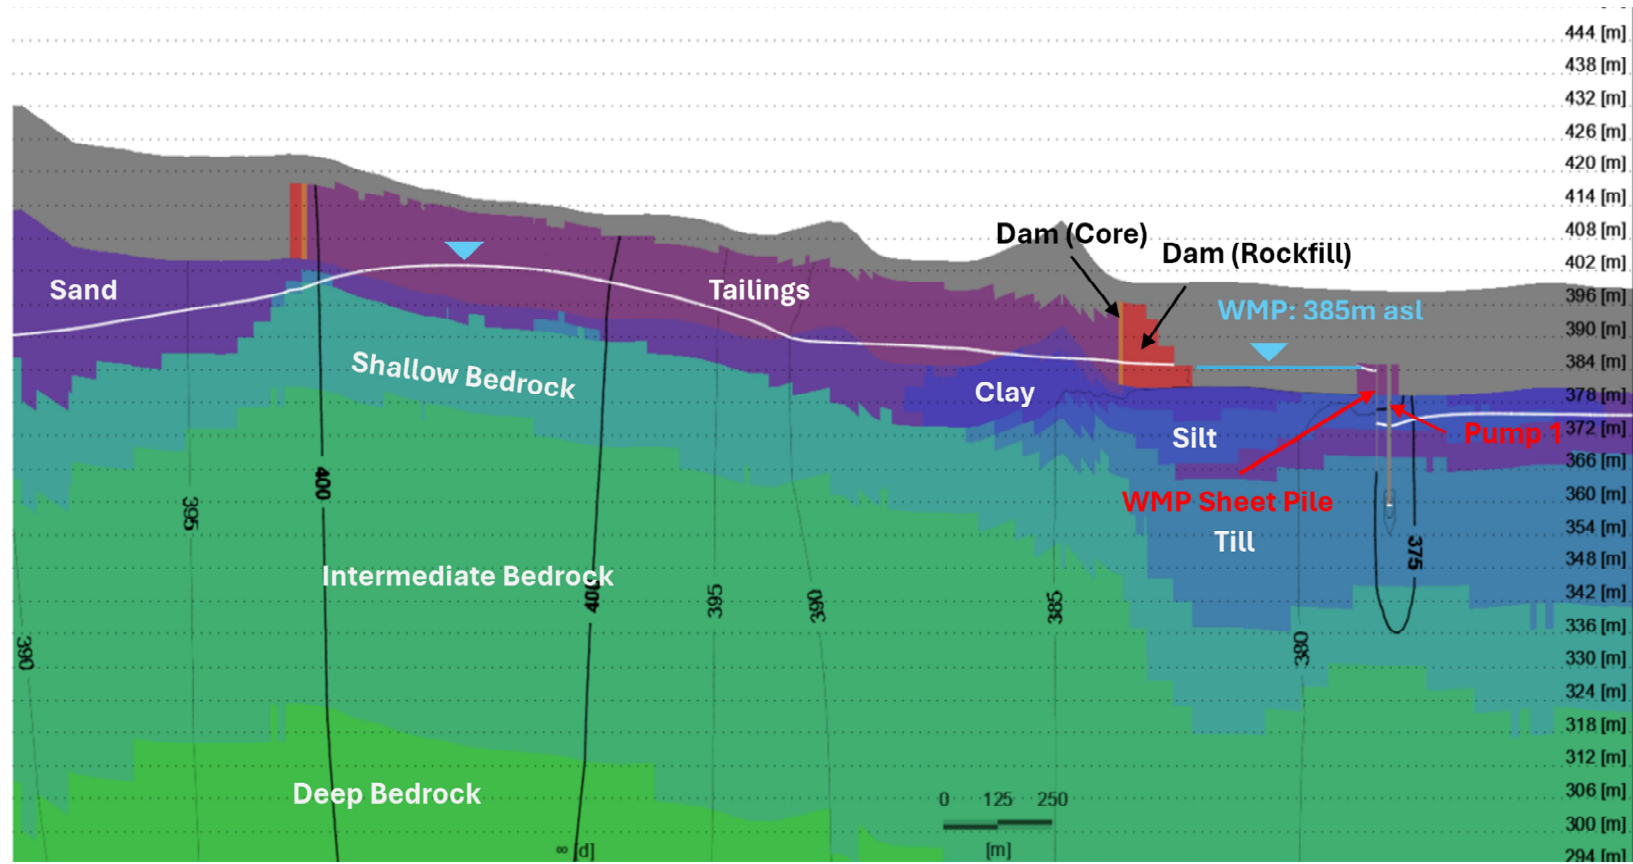 444 [m]
438 [m]
432 [m]
426 [m]
420 [m]
414 [m]
408 [m]
402 [m]
396 [m]
390 [m]
384 [m]
378 [m]
372 [m]
366 [m]
360 [m]
354 [m]
348 [m]
342 [m]
336 [m]
330 [m]
324 [m]
318 [m]
312 [m]
306 [m]
300 [m]
294 [m]
Dam (Core)
Dam (Rockfill)
Sand
Tailings
WMP: 385m asl
Shallow Bedrock
Clay
Silt
Pump 1
WMP Sheet Pile
Till
400
395
375
Intermediate Bedrock
400
395
390
385
380
390
Deep Bedrock
0 125 250
[m]
∞ [d]